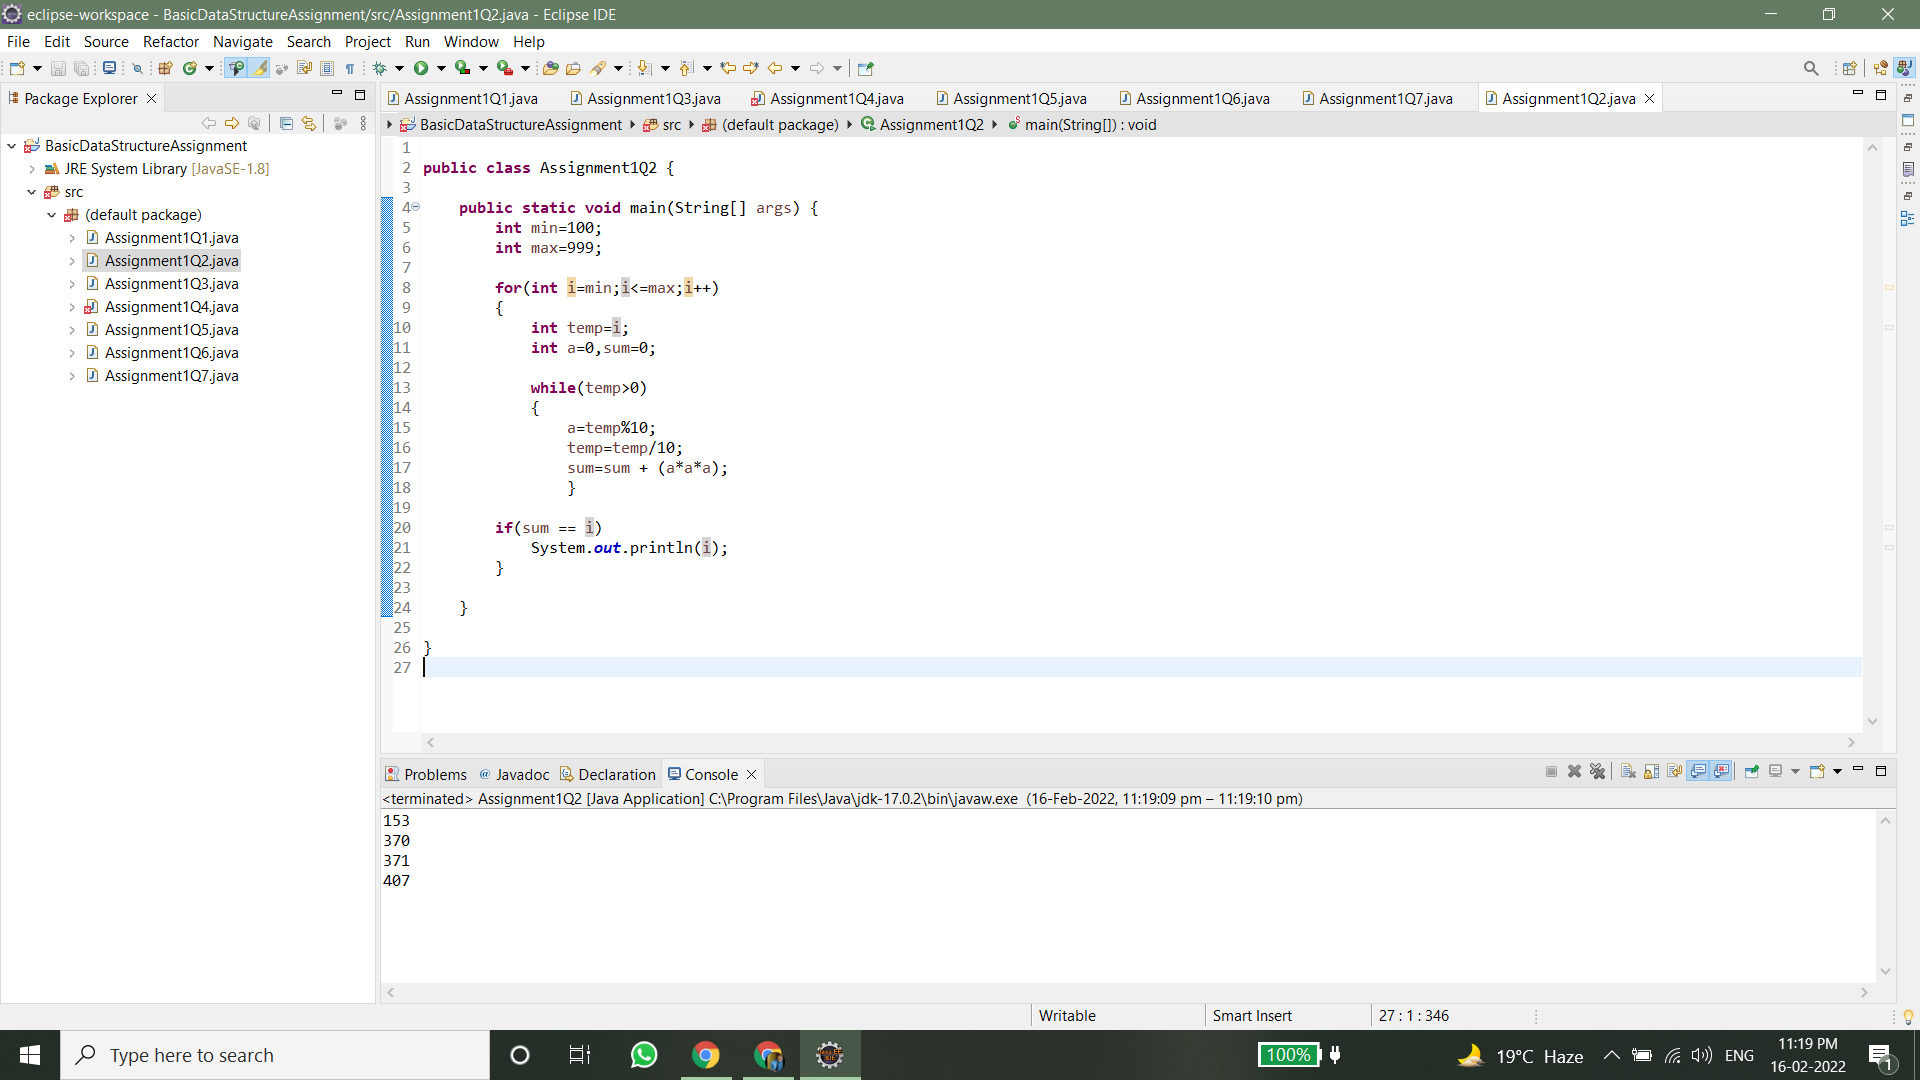 eclipse-workspace - BasicDataStructureAssignment/src/Assignment1Q2.java - Eclipse IDE
File Edit Source Refactor Navigate Search Project Run Window Help
Package Explorer
Assignment1Q1.java Assignment1Q3.java Assignment1Q4.java Assignment1Q5.java Assignment1Q6.java Assignment1Q7.java Assignment1Q2.java
BasicDataStructureAssignment src (default package) Assignment1Q2 main(String[]) : void
BasicDataStructureAssignment
JRE System Library [JavaSE-1.8]
src
(default package)
Assignment1Q1.java
Assignment1Q2.java
Assignment1Q3.java
Assignment1Q4.java
Assignment1Q5.java
Assignment1Q6.java
Assignment1Q7.java
1
2 public class Assignment1Q2 {
3
4 public static void main(String[] args) {
5 int min=100;
6 int max=999;
7
8 for(int i=min;i<=max;i++)
9 {
10 int temp=i;
11 int a=0,sum=0;
12
13 while(temp>0)
14 {
15 a=temp%10;
16 temp=temp/10;
17 sum=sum + (a*a*a);
18 }
19
20 if(sum == i)
21 System.out.println(i);
22 }
23
24 }
25
26 }
27
Problems @ Javadoc Declaration Console
<terminated> Assignment1Q2 [Java Application] C:\Program Files\Java\jdk-17.0.2\bin\javaw.exe (16-Feb-2022, 11:19:09 pm – 11:19:10 pm)
153
370
371
407
Writable Smart Insert 27 : 1 : 346
Type here to search
100%
19°C Haze
ENG
11:19 PM
16-02-2022
1